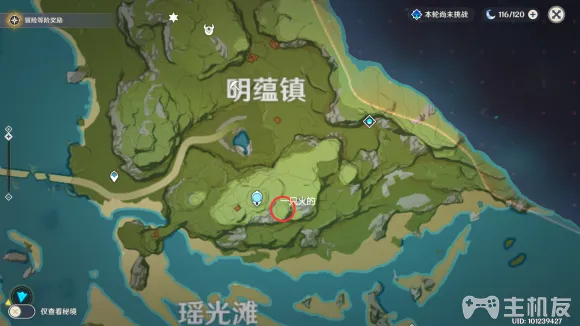 冒险等阶奖励
本轮尚未挑战
116/120
明蕴镇
一只火的
瑶光滩
仅查看秘境
主机友
UID: 101239427